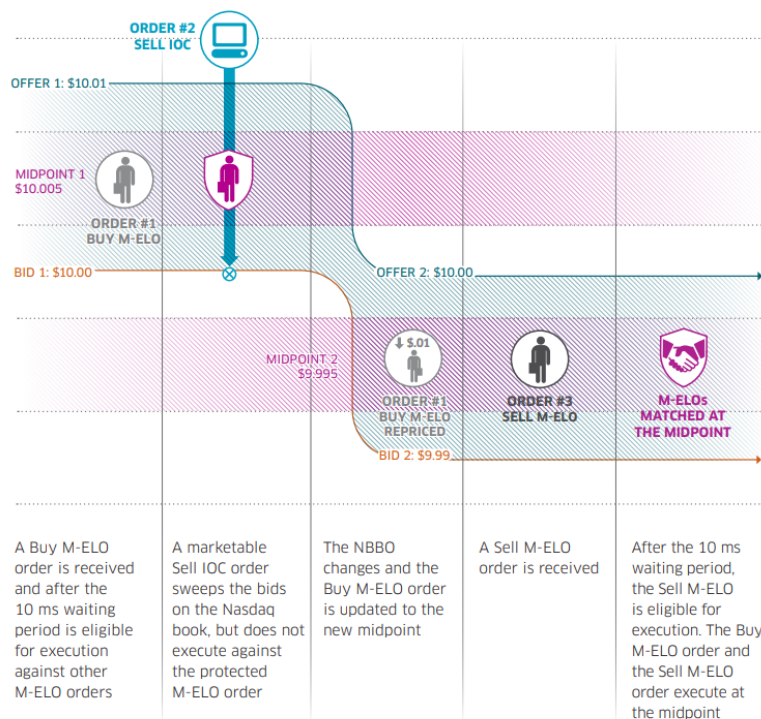 ORDER #2
SELL IOC
OFFER 1: $10.01
MIDPOINT 1
$10.005
ORDER #1
BUY M-ELO
BID 1: $10.00
OFFER 2: $10.00
MIDPOINT 2
$9.995
↓ $.01
ORDER #1
BUY M-ELO
REPRICED
ORDER #3
SELL M-ELO
M-ELOs
MATCHED AT
THE MIDPOINT
BID 2: $9.99
A Buy M-ELO
order is received
and after the
10 ms waiting
period is eligible
for execution
against other
M-ELO orders
A marketable
Sell IOC order
sweeps the bids
on the Nasdaq
book, but does not
execute against
the protected
M-ELO order
The NBBO
changes and the
Buy M-ELO order
is updated to the
new midpoint
A Sell M-ELO
order is received
After the 10 ms
waiting period,
the Sell M-ELO
is eligible for
execution. The Buy
M-ELO order and
the Sell M-ELO
order execute at
the midpoint